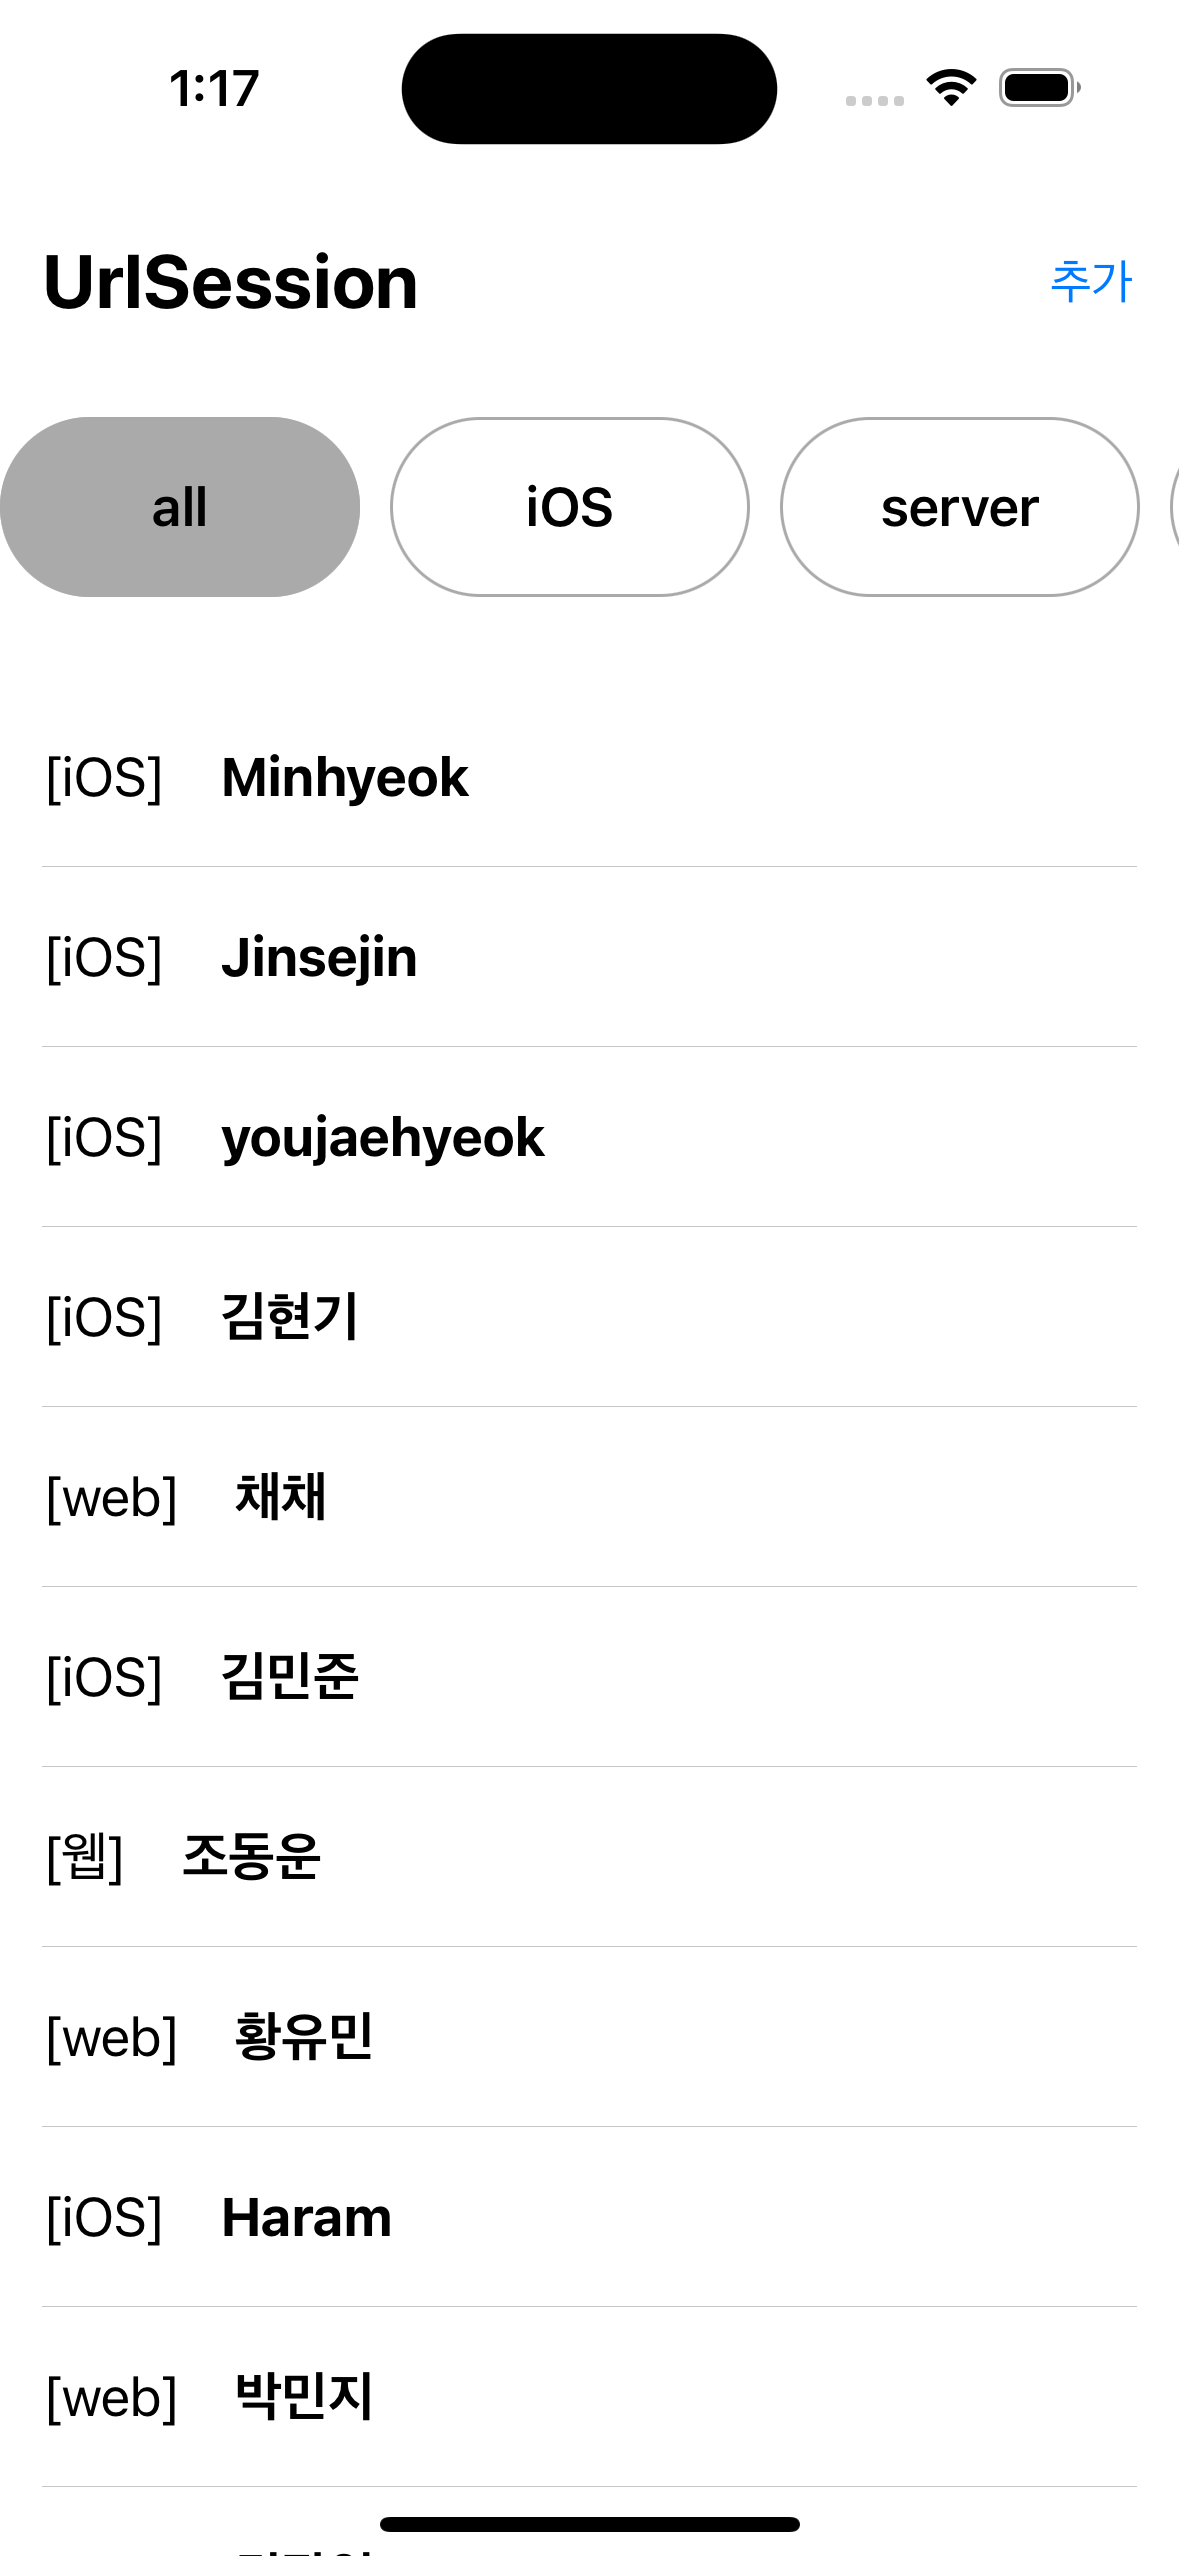 1:17
UrlSession 추가
all iOS server
[iOS] Minhyeok
[iOS] Jinsejin
[iOS] youjaehyeok
[iOS] 김현기
[web] 채채
[iOS] 김민준
[웹] 조동운
[web] 황유민
[iOS] Haram
[web] 박민지